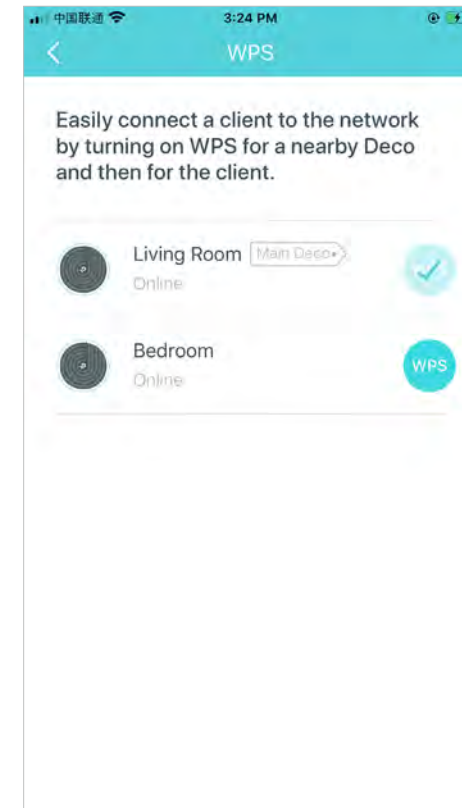 中国联通
3:24 PM
WPS
Easily connect a client to the network
by turning on WPS for a nearby Deco
and then for the client.
Living Room Main Deco
Online
Bedroom
Online
WPS